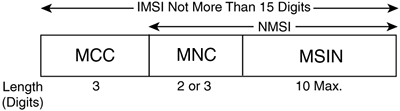 IMSI Not More Than 15 Digits
NMSI
MCC MNC MSIN
Length (Digits) 3 2 or 3 10 Max.